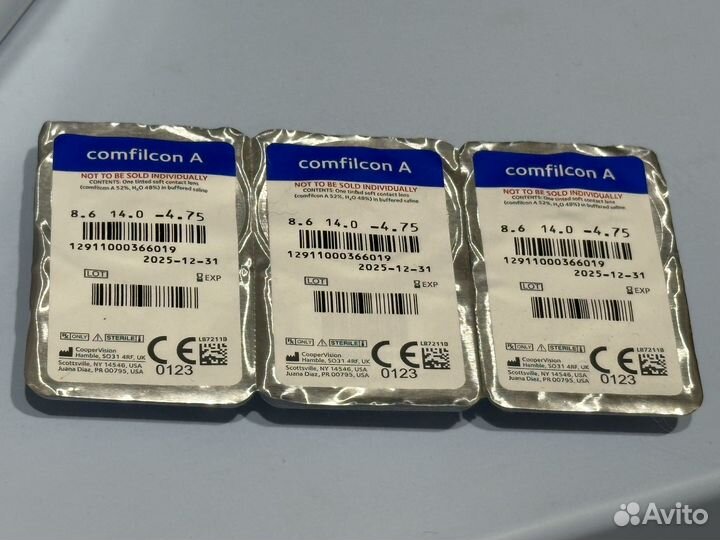 comfilcon A
NOT TO BE SOLD INDIVIDUALLY
CONTENTS: One tinted soft contact lens
(comfilcon A 52%, H₂O 48%) in buffered saline
8.6 14.0 -4.75
12911000366019
2025-12-31
LOT
EXP
Rx ONLY
STERILE
LB7211B
CooperVision
Hamble, SO31 4RF, UK
Scottsville, NY 14546, USA
Juana Diaz, PR 00795, USA
CE
0123
comfilcon A
NOT TO BE SOLD INDIVIDUALLY
CONTENTS: One tinted soft contact lens
(comfilcon A 52%, H₂O 48%) in buffered saline
8.6 14.0 -4.75
12911000366019
2025-12-31
LOT
EXP
Rx ONLY
STERILE
LB7211B
CooperVision
Hamble, SO31 4RF, UK
Scottsville, NY 14546, USA
Juana Diaz, PR 00795, USA
CE
0123
comfilcon A
NOT TO BE SOLD INDIVIDUALLY
CONTENTS: One tinted soft contact lens
(comfilcon A 52%, H₂O 48%) in buffered saline
8.6 14.0 -4.75
12911000366019
2025-12-31
LOT
EXP
Rx ONLY
STERILE
LB7211B
CooperVision
Hamble, SO31 4RF, UK
Scottsville, NY 14546, USA
Juana Diaz, PR 00795, USA
CE
0123
Avito